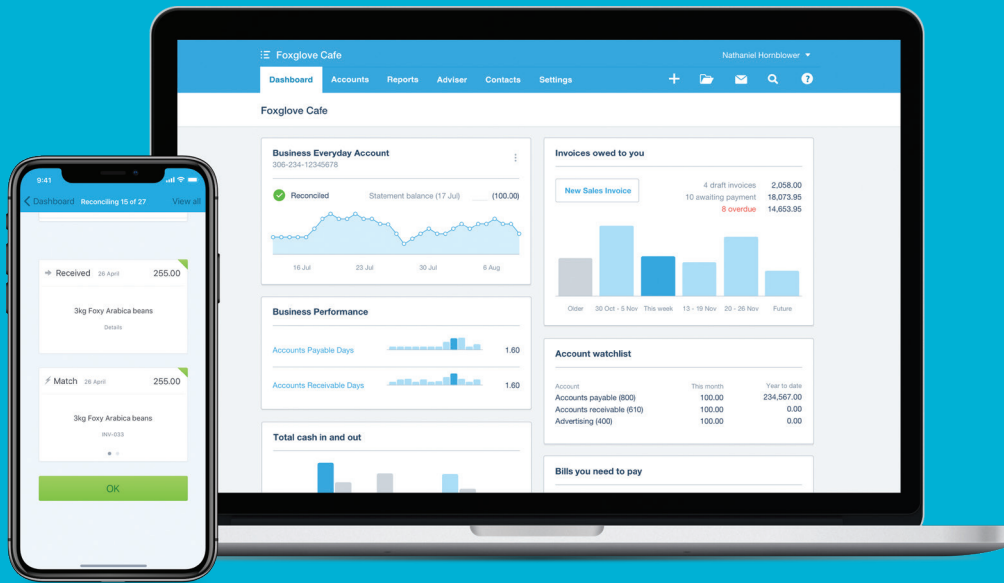 Foxglove Cafe
Nathaniel Hornblower
Dashboard Accounts Reports Adviser Contacts Settings
Foxglove Cafe
Business Everyday Account
306-234-12345678
Reconciled Statement balance (17 Jul) (100.00)
16 Jul 23 Jul 30 Jul 6 Aug
Business Performance
Accounts Payable Days 1.60
Accounts Receivable Days 1.60
Total cash in and out
Invoices owed to you
New Sales Invoice
4 draft invoices 2,058.00
10 awaiting payment 18,073.95
8 overdue 14,653.95
Older 30 Oct - 5 Nov This week 13 - 19 Nov 20 - 26 Nov Future
Account watchlist
Account This month Year to date
Accounts payable (800) 100.00 234,567.00
Accounts receivable (610) 100.00 0.00
Advertising (400) 100.00 0.00
Bills you need to pay
9:41
Dashboard Reconciling 15 of 27 View all
Received 26 April 255.00
3kg Foxy Arabica beans
Details
Match 26 April 255.00
3kg Foxy Arabica beans
INV-033
OK